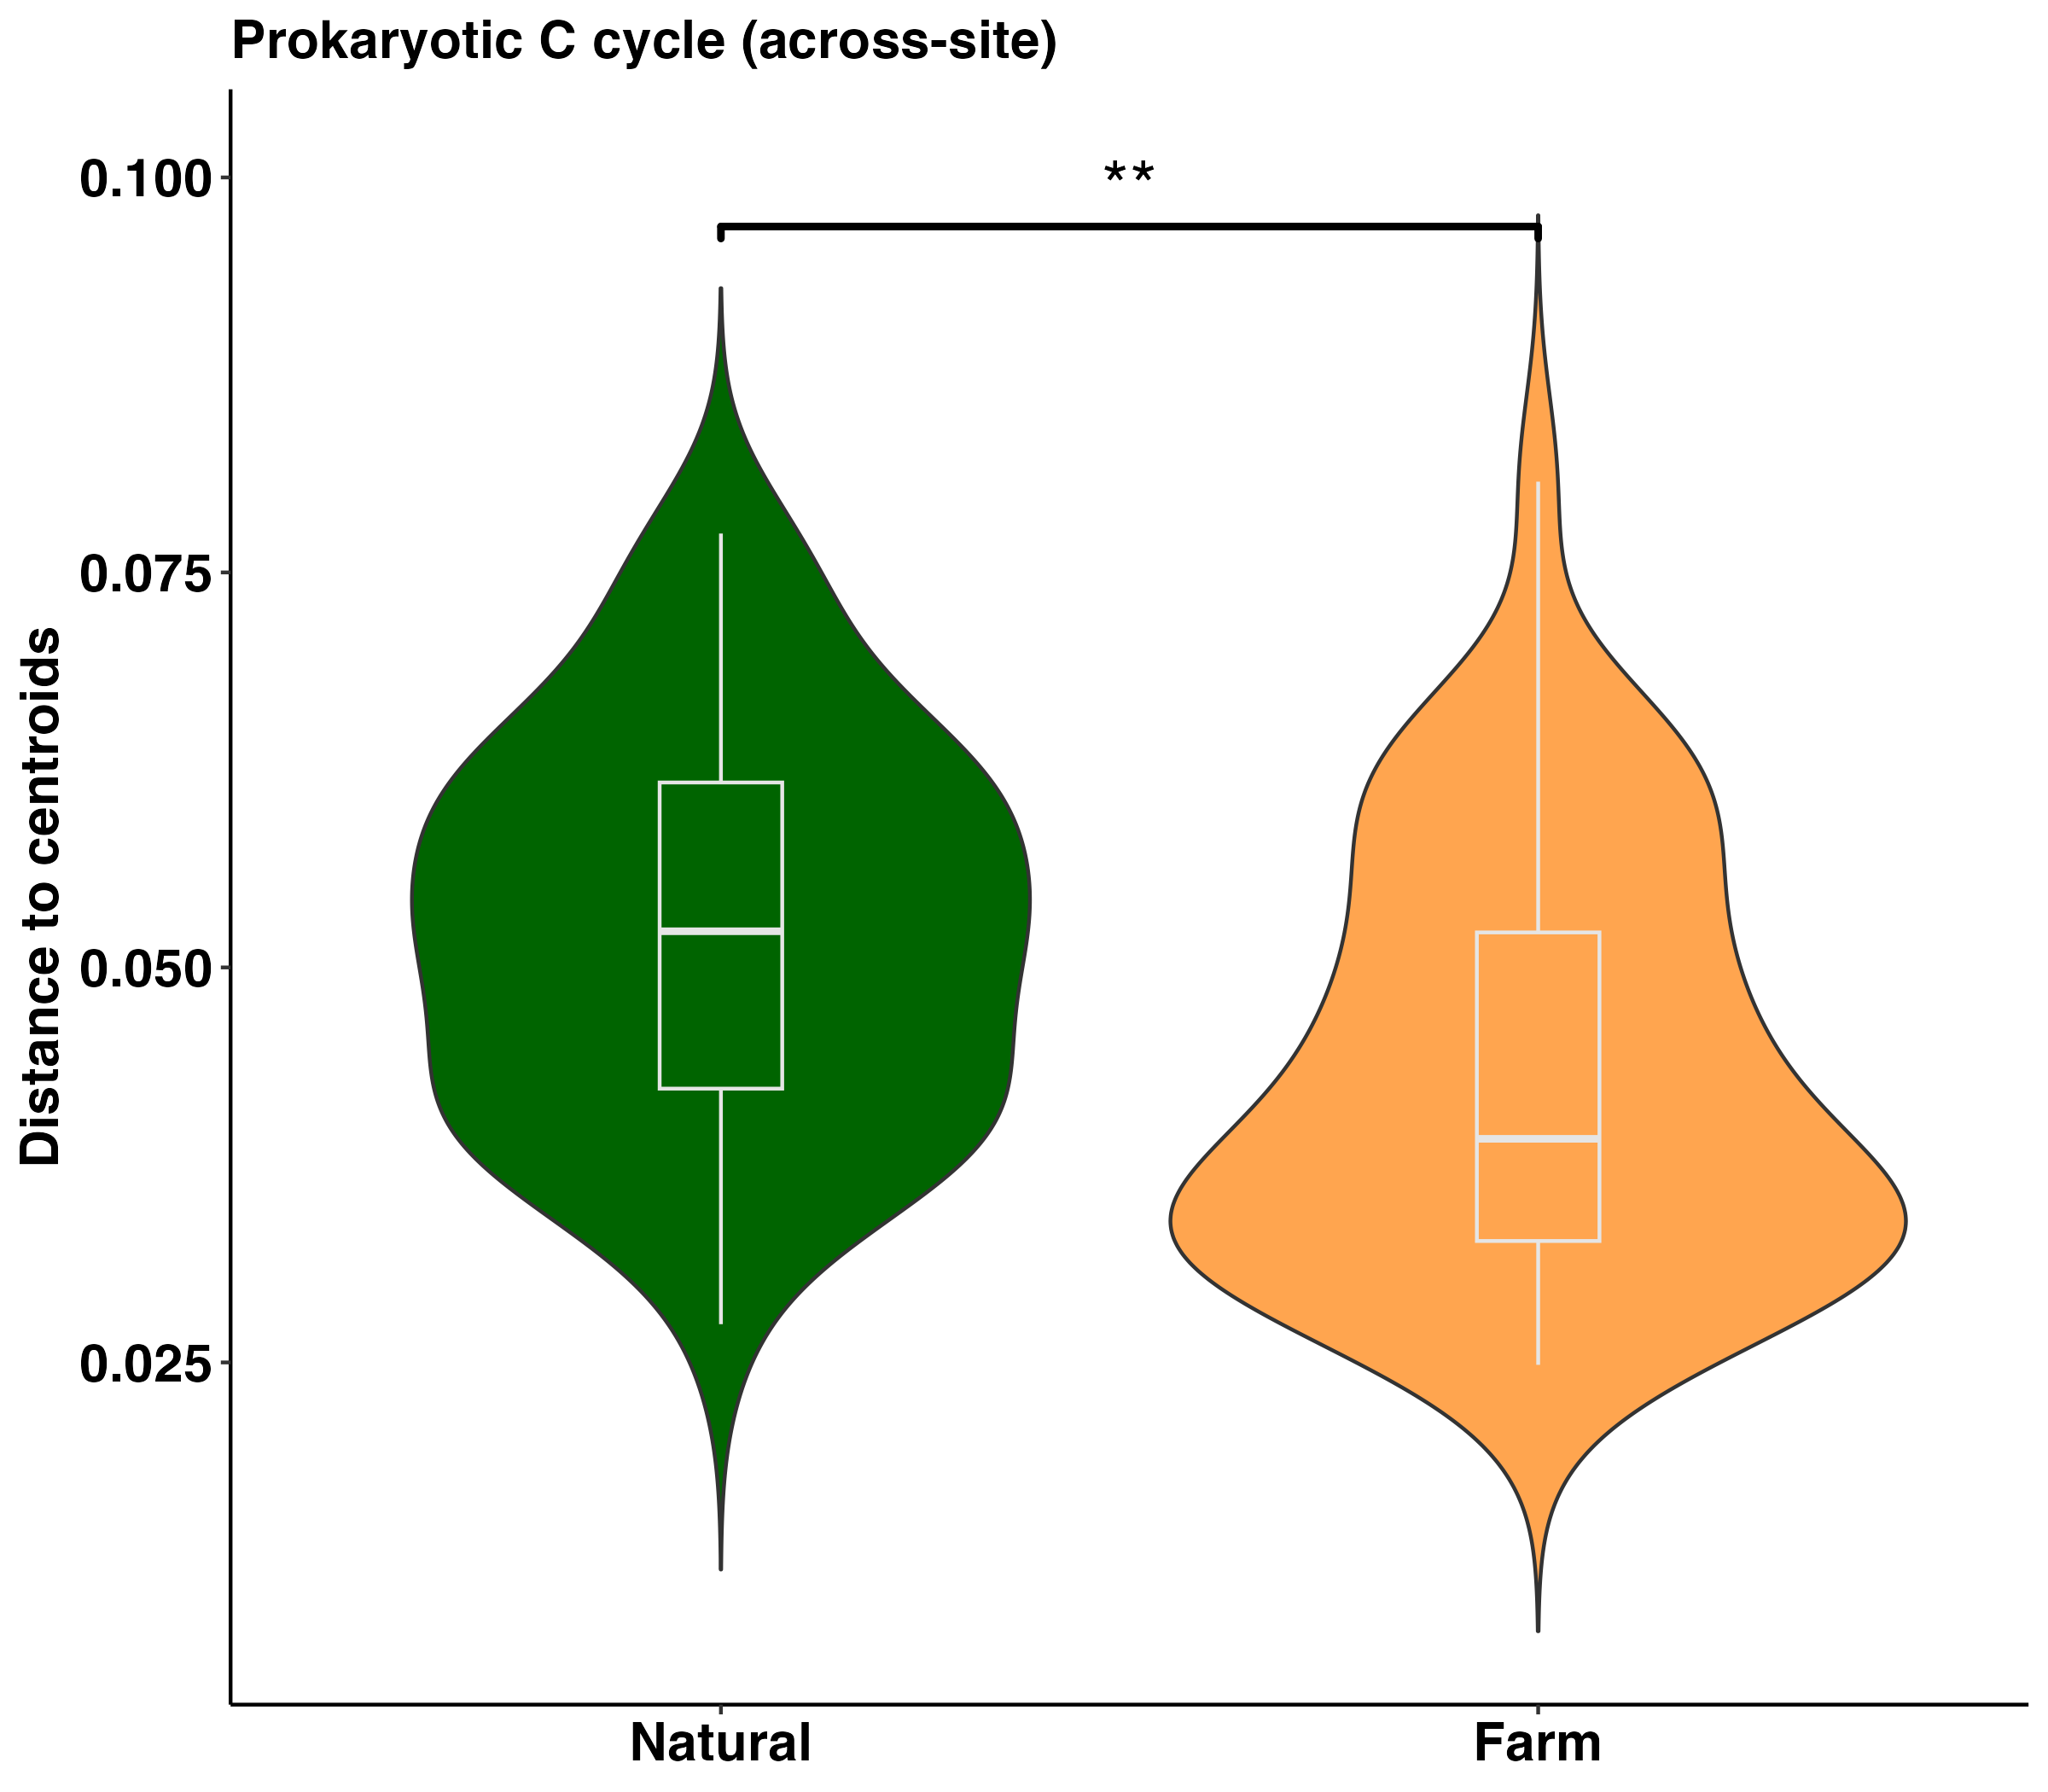 Prokaryotic C cycle (across-site)
Distance to centroids
0.100
0.075
0.050
0.025
**
Natural
Farm